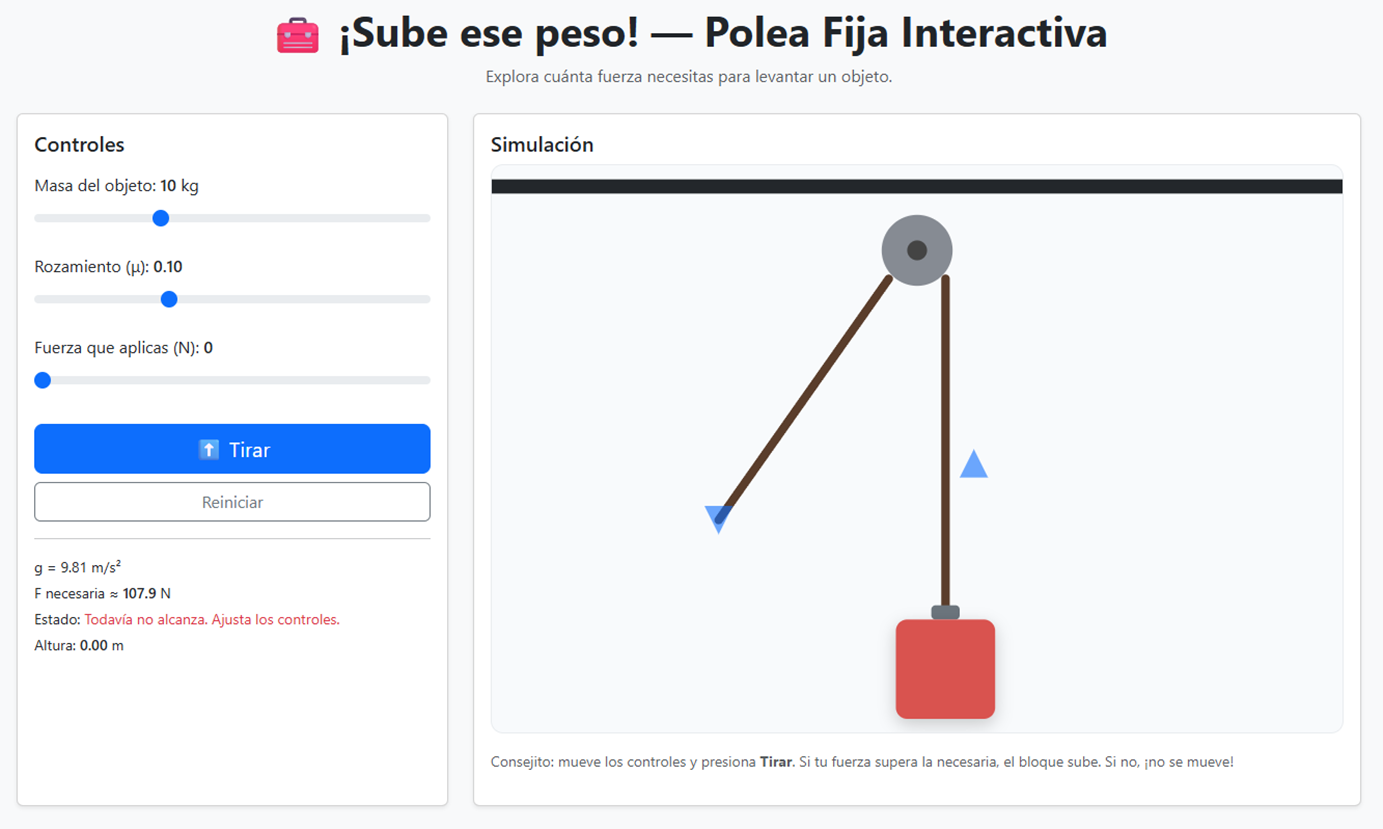 ¡Sube ese peso! — Polea Fija Interactiva
Explora cuánta fuerza necesitas para levantar un objeto.
Controles
Masa del objeto: 10 kg
Rozamiento (μ): 0.10
Fuerza que aplicas (N): 0
Tirar
Reiniciar
g = 9.81 m/s²
F necesaria ≈ 107.9 N
Estado: Todavía no alcanza. Ajusta los controles.
Altura: 0.00 m
Simulación
Consejito: mueve los controles y presiona Tirar. Si tu fuerza supera la necesaria, el bloque sube. Si no, ¡no se mueve!